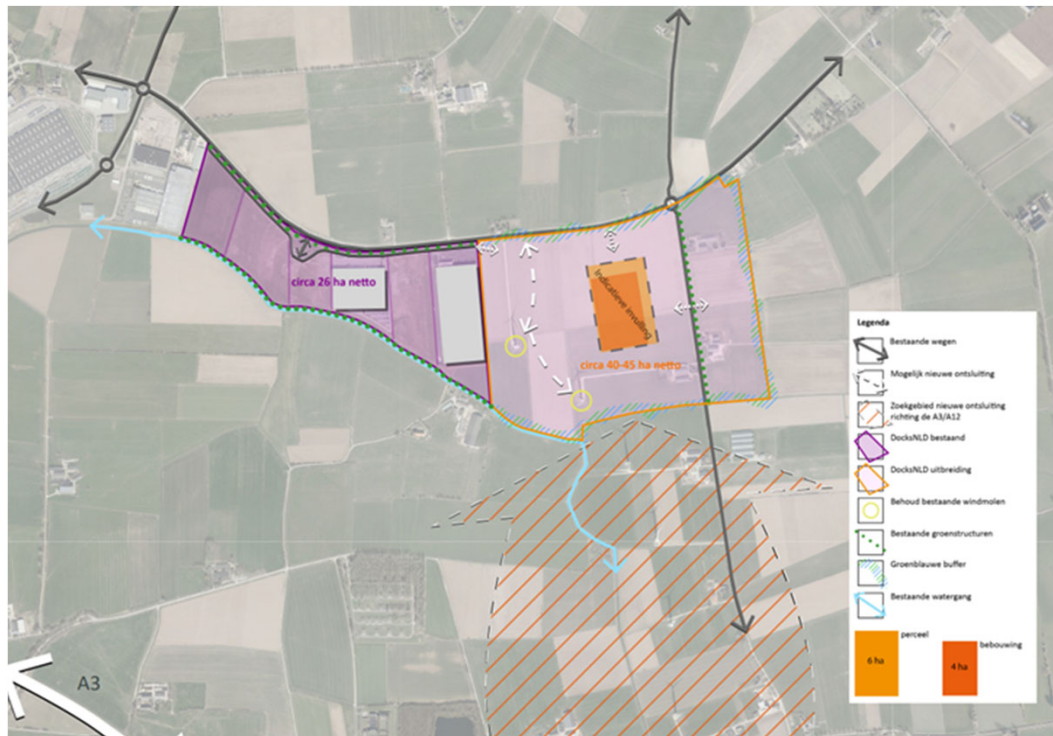 circa 26 ha netto
Indicatieve invulling
circa 40-45 ha netto
A3
Legenda
Bestaande wegen
Mogelijk nieuwe ontsluiting
Zoekgebied nieuwe ontsluiting
richting de A3/A12
DocksNLD bestaand
DocksNLD uitbreiding
Behoud bestaande windmolen
Bestaande groenstructuren
Groenblauwe buffer
Bestaande watergang
perceel
6 ha
bebouwing
4 ha